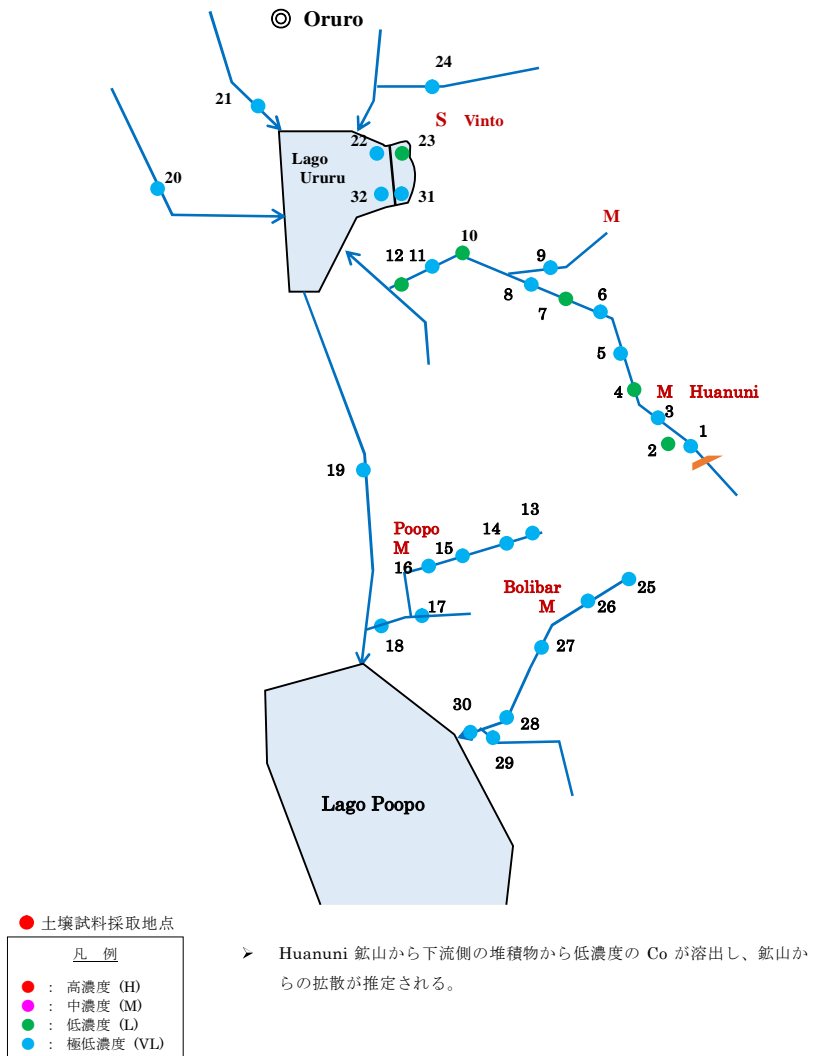 ◎ Oruro
24
21
S Vinto
22
23
Lago
Ururu
20
32
31
M
10
12 11
9
8
7
6
5
4
M Huanuni
3
2
1
19
13
Poopo
M
14
15
16
Bolibar
M
25
26
17
18
27
30
28
29
Lago Poopo
土壌試料採取地点
凡 例
: 高濃度 (H)
: 中濃度 (M)
: 低濃度 (L)
: 極低濃度 (VL)
➢ Huanuni 鉱山から下流側の堆積物から低濃度の Co が溶出し、鉱山か
らの拡散が推定される。